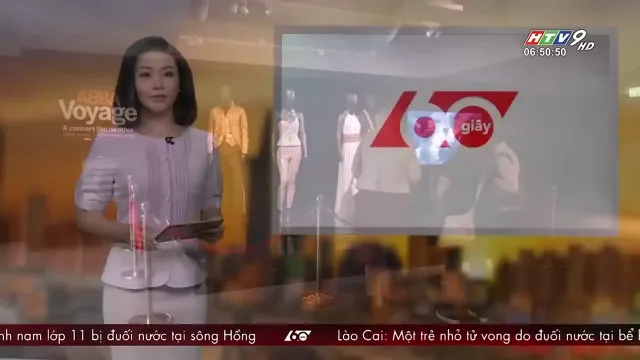 HTV9 HD
06:50:50
ABBA
Voyage
A concert like no other
60 giây
nh nam lớp 11 bị đuối nước tại sông Hồng 60 Lào Cai: Một trẻ nhỏ tử vong do đuối nước tại bể